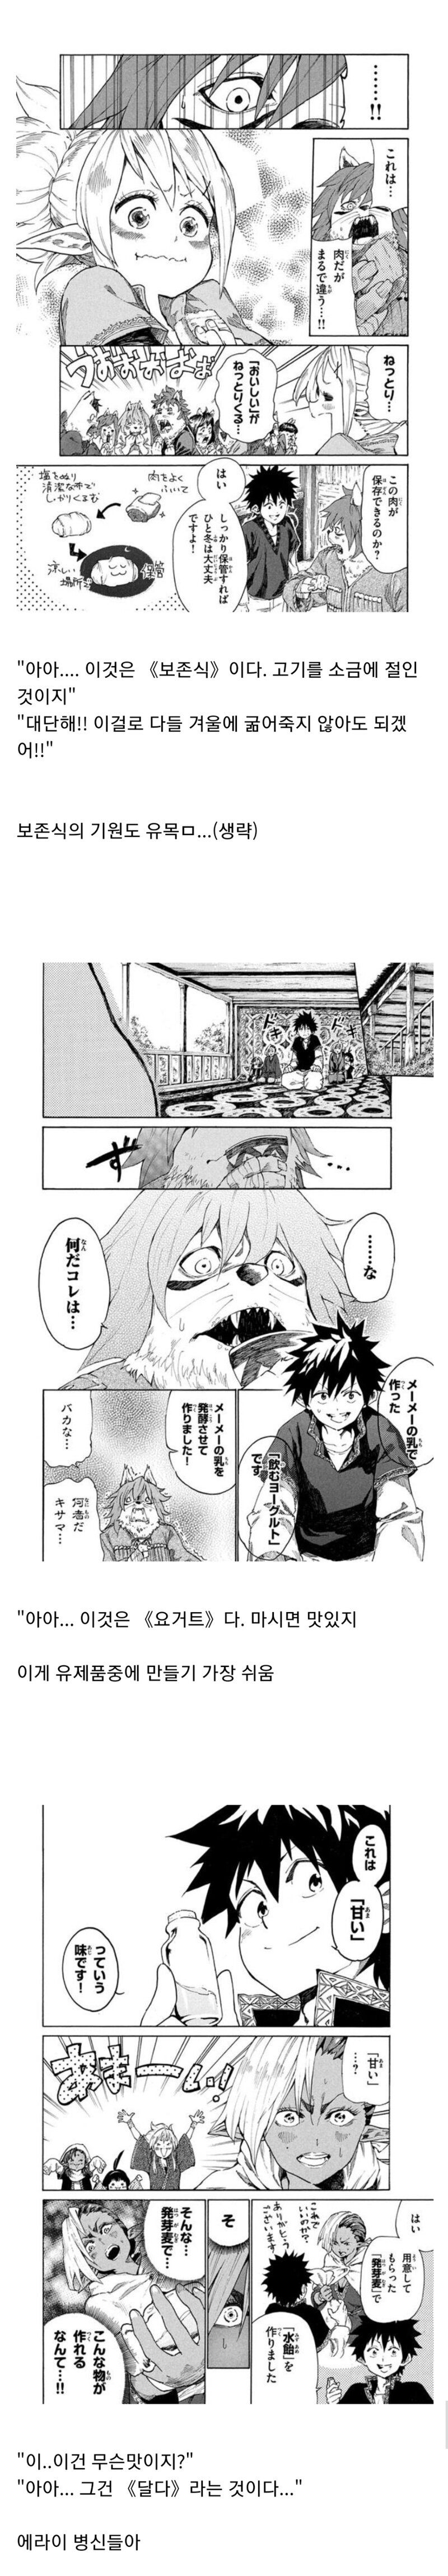 ……!!
これは…
肉だが
まるで違う…!!
ねっとり…
「おいしい」が
ねっとりくる…
うおおおおおお
この肉が
保存できるのか?
はい
しっかり保管すれば
ひと冬は大丈夫
ですよ!
肉をよく
ふいて
塩をぬり
清潔な布で
しっかりくるむ
涼しい
場所に
保管
"아아.... 이것은 《보존식》이다. 고기를 소금에 절인
것이지"
"대단해!! 이걸로 다들 겨울에 굶어죽지 않아도 되겠
어!!"
보존식의 기원도 유목ㅁ...(생략)
ドキ
ドキ
ず
…
……な
何だコレは…
メーメーの乳で
作った
「飲むヨーグルト」
です
メーメーの乳を
発酵させて
作りました!
バカな…
何者だ
キサマ…
"아아... 이것은 《요거트》다. 마시면 맛있지
이게 유제품중에 만들기 가장 쉬움
これは
「甘い」
っていう
味です!
「甘い」
…?
あまーい!
はい
用意して
もらった
「発芽麦」で
これで
いいのか?
ありがとう
ございます
「水飴」を
作りました
そ
そんな…
発芽麦で…
こんな物が
作れる
なんて…!!
"이..이건 무슨맛이지?"
"아아... 그건 《달다》라는 것이다..."
에라이 병신들아